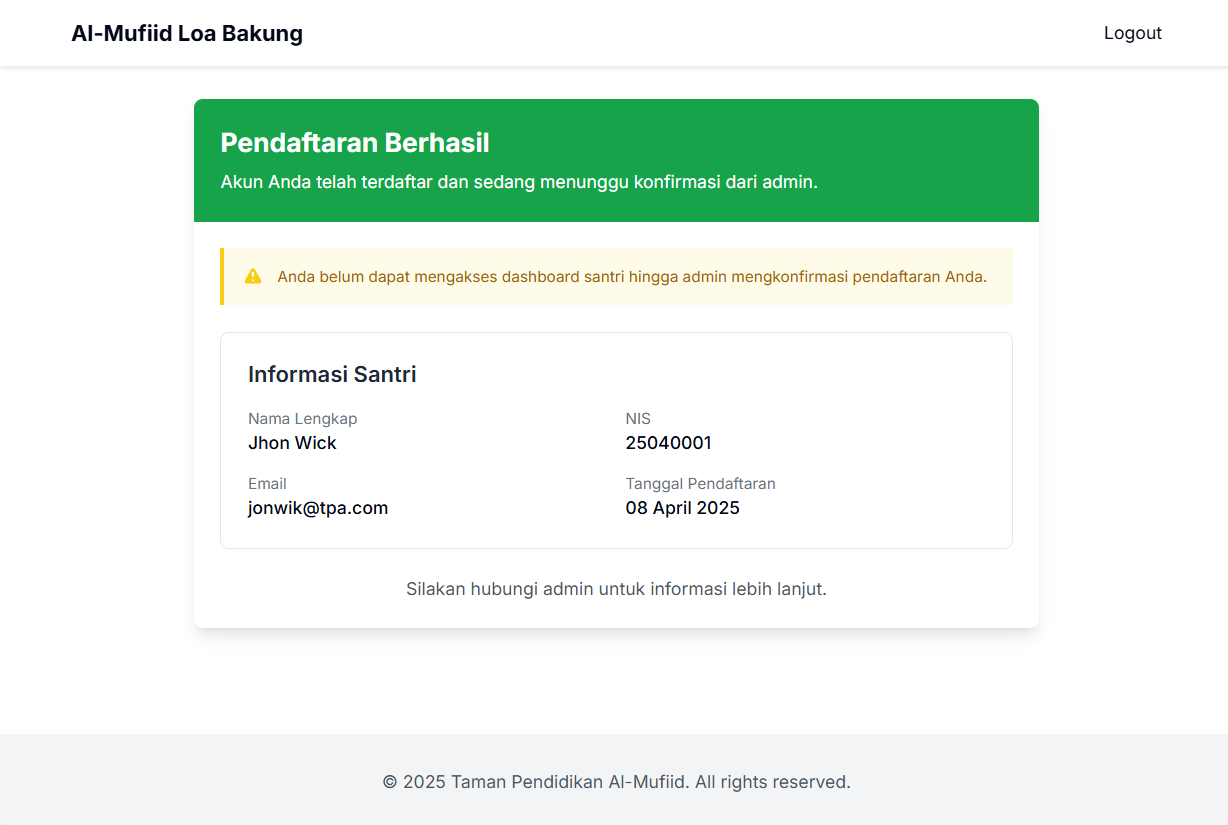 Al-Mufiid Loa Bakung
Logout
Pendaftaran Berhasil
Akun Anda telah terdaftar dan sedang menunggu konfirmasi dari admin.
Anda belum dapat mengakses dashboard santri hingga admin mengkonfirmasi pendaftaran Anda.
Informasi Santri
Nama Lengkap
Jhon Wick
NIS
25040001
Email
jonwik@tpa.com
Tanggal Pendaftaran
08 April 2025
Silakan hubungi admin untuk informasi lebih lanjut.
© 2025 Taman Pendidikan Al-Mufiid. All rights reserved.